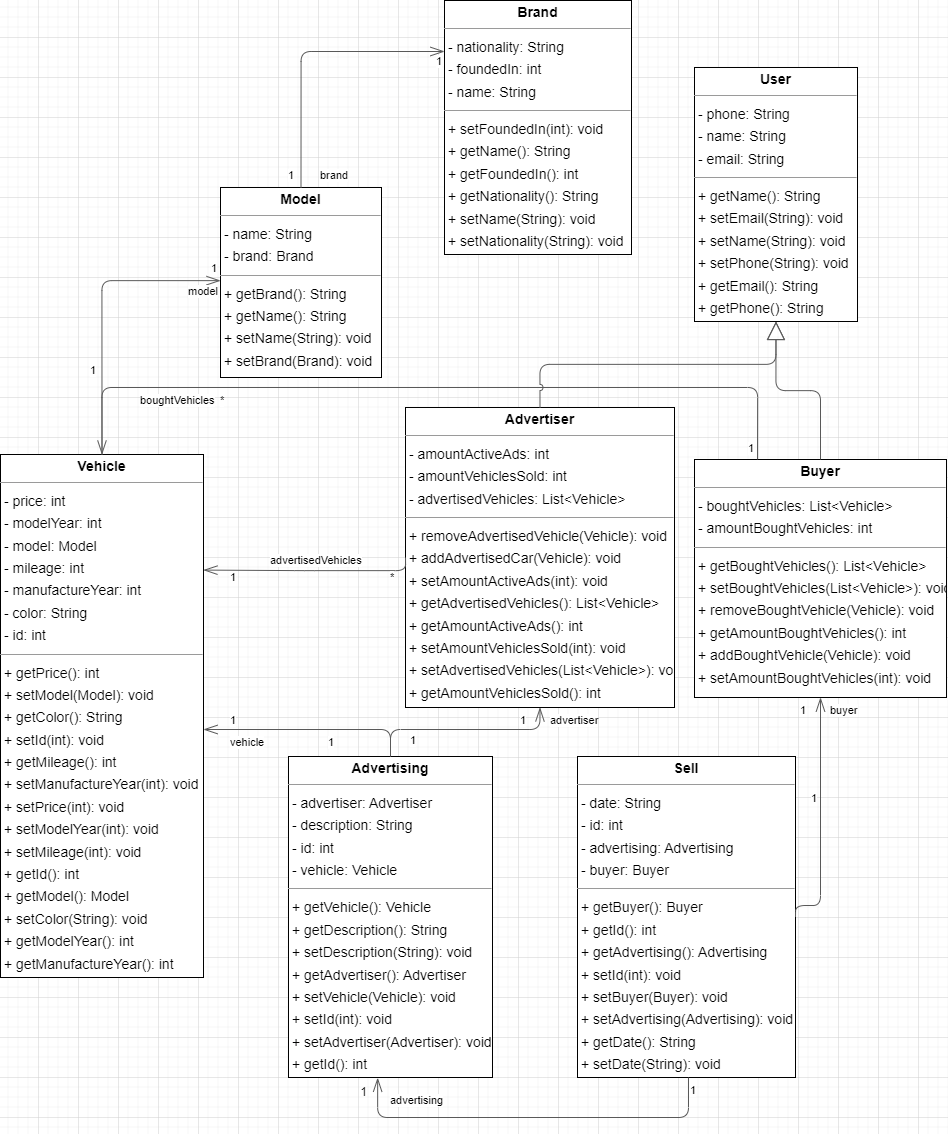 Brand
- nationality: String
- foundedIn: int
- name: String
+ setFoundedIn(int): void
+ getName(): String
+ getFoundedIn(): int
+ getNationality(): String
+ setName(String): void
+ setNationality(String): void
1
1
brand
User
- phone: String
- name: String
- email: String
+ getName(): String
+ setEmail(String): void
+ setName(String): void
+ setPhone(String): void
+ getEmail(): String
+ getPhone(): String
Model
- name: String
- brand: Brand
+ getBrand(): String
+ getName(): String
+ setName(String): void
+ setBrand(Brand): void
1
model
1
boughtVehicles *
1
Vehicle
- price: int
- modelYear: int
- model: Model
- mileage: int
- manufactureYear: int
- color: String
- id: int
+ getPrice(): int
+ setModel(Model): void
+ getColor(): String
+ setId(int): void
+ getMileage(): int
+ setManufactureYear(int): void
+ setPrice(int): void
+ setModelYear(int): void
+ setMileage(int): void
+ getId(): int
+ getModel(): Model
+ setColor(String): void
+ getModelYear(): int
+ getManufactureYear(): int
advertisedVehicles
1
*
Advertiser
- amountActiveAds: int
- amountVehiclesSold: int
- advertisedVehicles: List<Vehicle>
+ removeAdvertisedVehicle(Vehicle): void
+ addAdvertisedCar(Vehicle): void
+ setAmountActiveAds(int): void
+ getAdvertisedVehicles(): List<Vehicle>
+ getAmountActiveAds(): int
+ setAmountVehiclesSold(int): void
+ setAdvertisedVehicles(List<Vehicle>): vo
+ getAmountVehiclesSold(): int
Buyer
- boughtVehicles: List<Vehicle>
- amountBoughtVehicles: int
+ getBoughtVehicles(): List<Vehicle>
+ setBoughtVehicles(List<Vehicle>): voi
+ removeBoughtVehicle(Vehicle): void
+ getAmountBoughtVehicles(): int
+ addBoughtVehicle(Vehicle): void
+ setAmountBoughtVehicles(int): void
1
vehicle
1
1
1
advertiser
1
buyer
1
Advertising
- advertiser: Advertiser
- description: String
- id: int
- vehicle: Vehicle
+ getVehicle(): Vehicle
+ getDescription(): String
+ setDescription(String): void
+ getAdvertiser(): Advertiser
+ setVehicle(Vehicle): void
+ setId(int): void
+ setAdvertiser(Advertiser): void
+ getId(): int
Sell
- date: String
- id: int
- advertising: Advertising
- buyer: Buyer
+ getBuyer(): Buyer
+ getId(): int
+ getAdvertising(): Advertising
+ setId(int): void
+ setBuyer(Buyer): void
+ setAdvertising(Advertising): void
+ getDate(): String
+ setDate(String): void
1
advertising
1